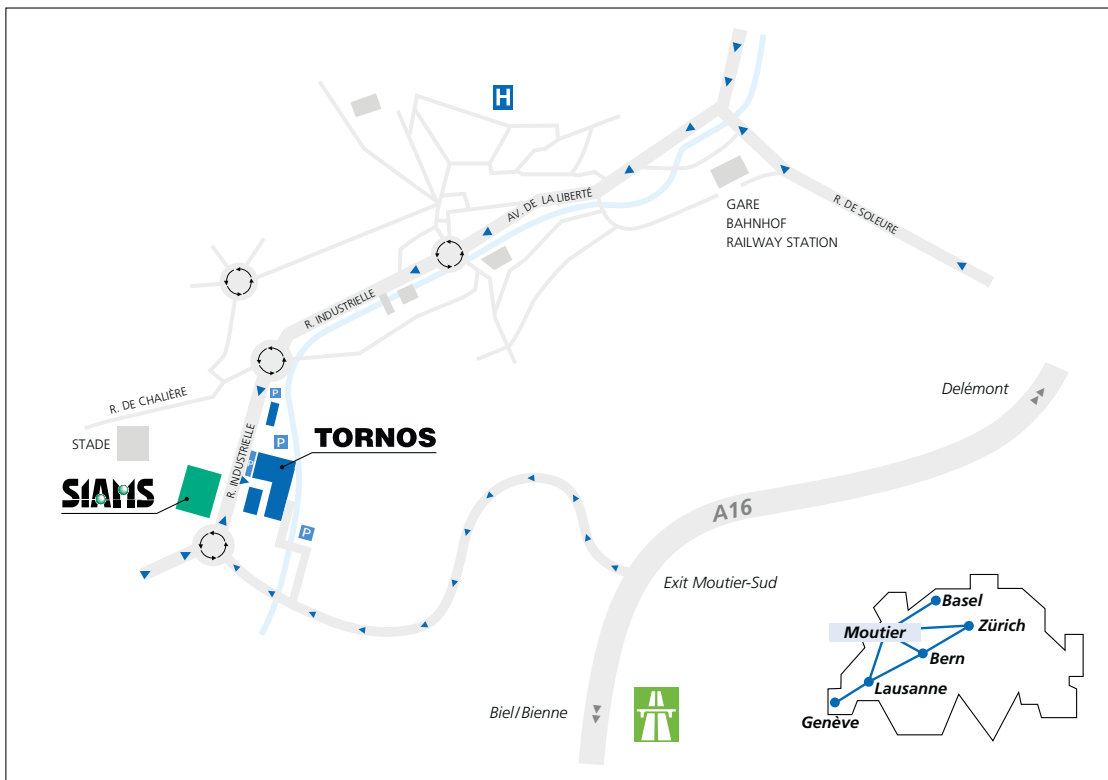 H
AV. DE LA LIBERTÉ
GARE
BAHNHOF
RAILWAY STATION
R. DE SOLEURE
R. INDUSTRIELLE
R. DE CHALIÈRE
Delémont
P
STADE
R. INDUSTRIELLE
P
TORNOS
P
SIAMS
P
A16
Exit Moutier-Sud
Basel
Moutier
Zürich
Bern
Lausanne
Genève
Biel/Bienne